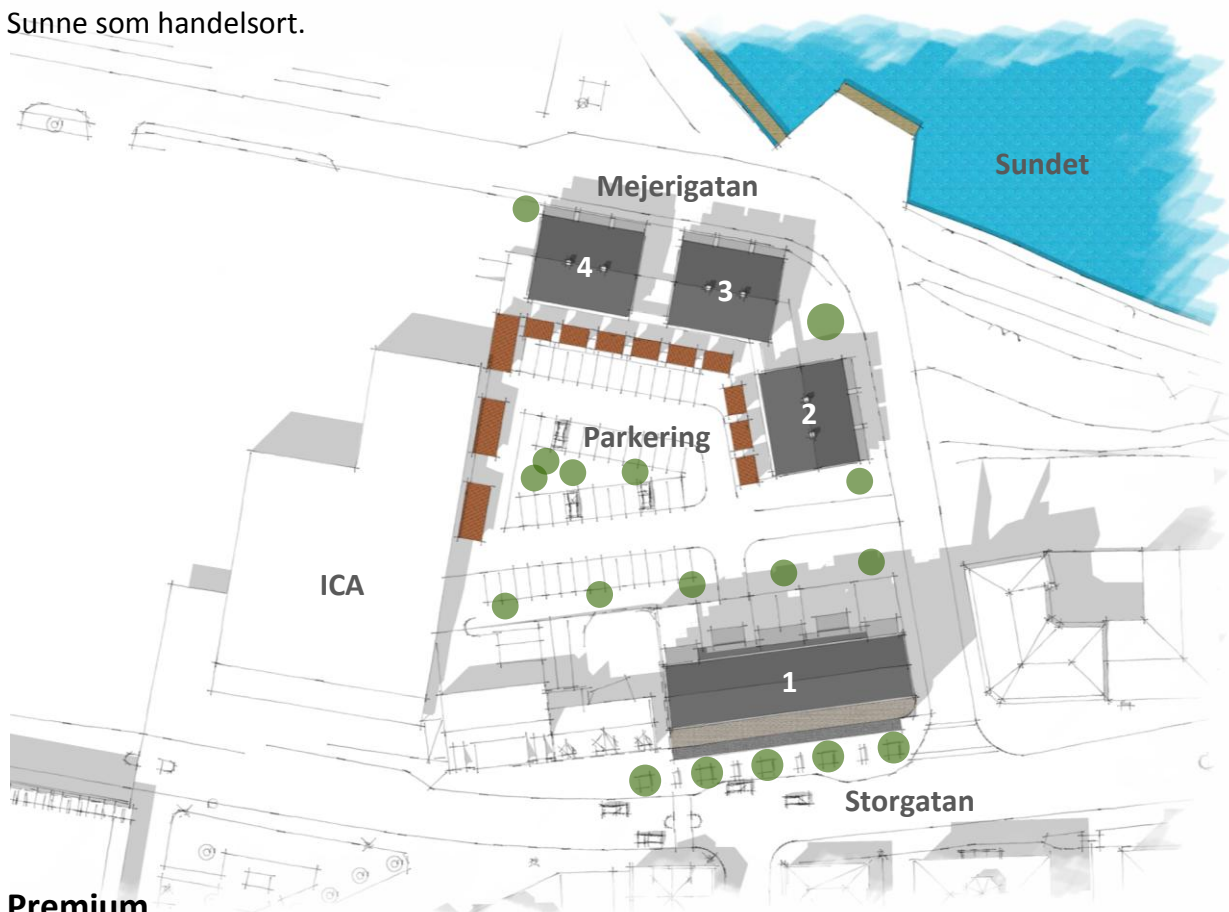 Sunne som handelsort.
Sundet
Mejerigatan
4
3
2
Parkering
ICA
1
Storgatan
Premium